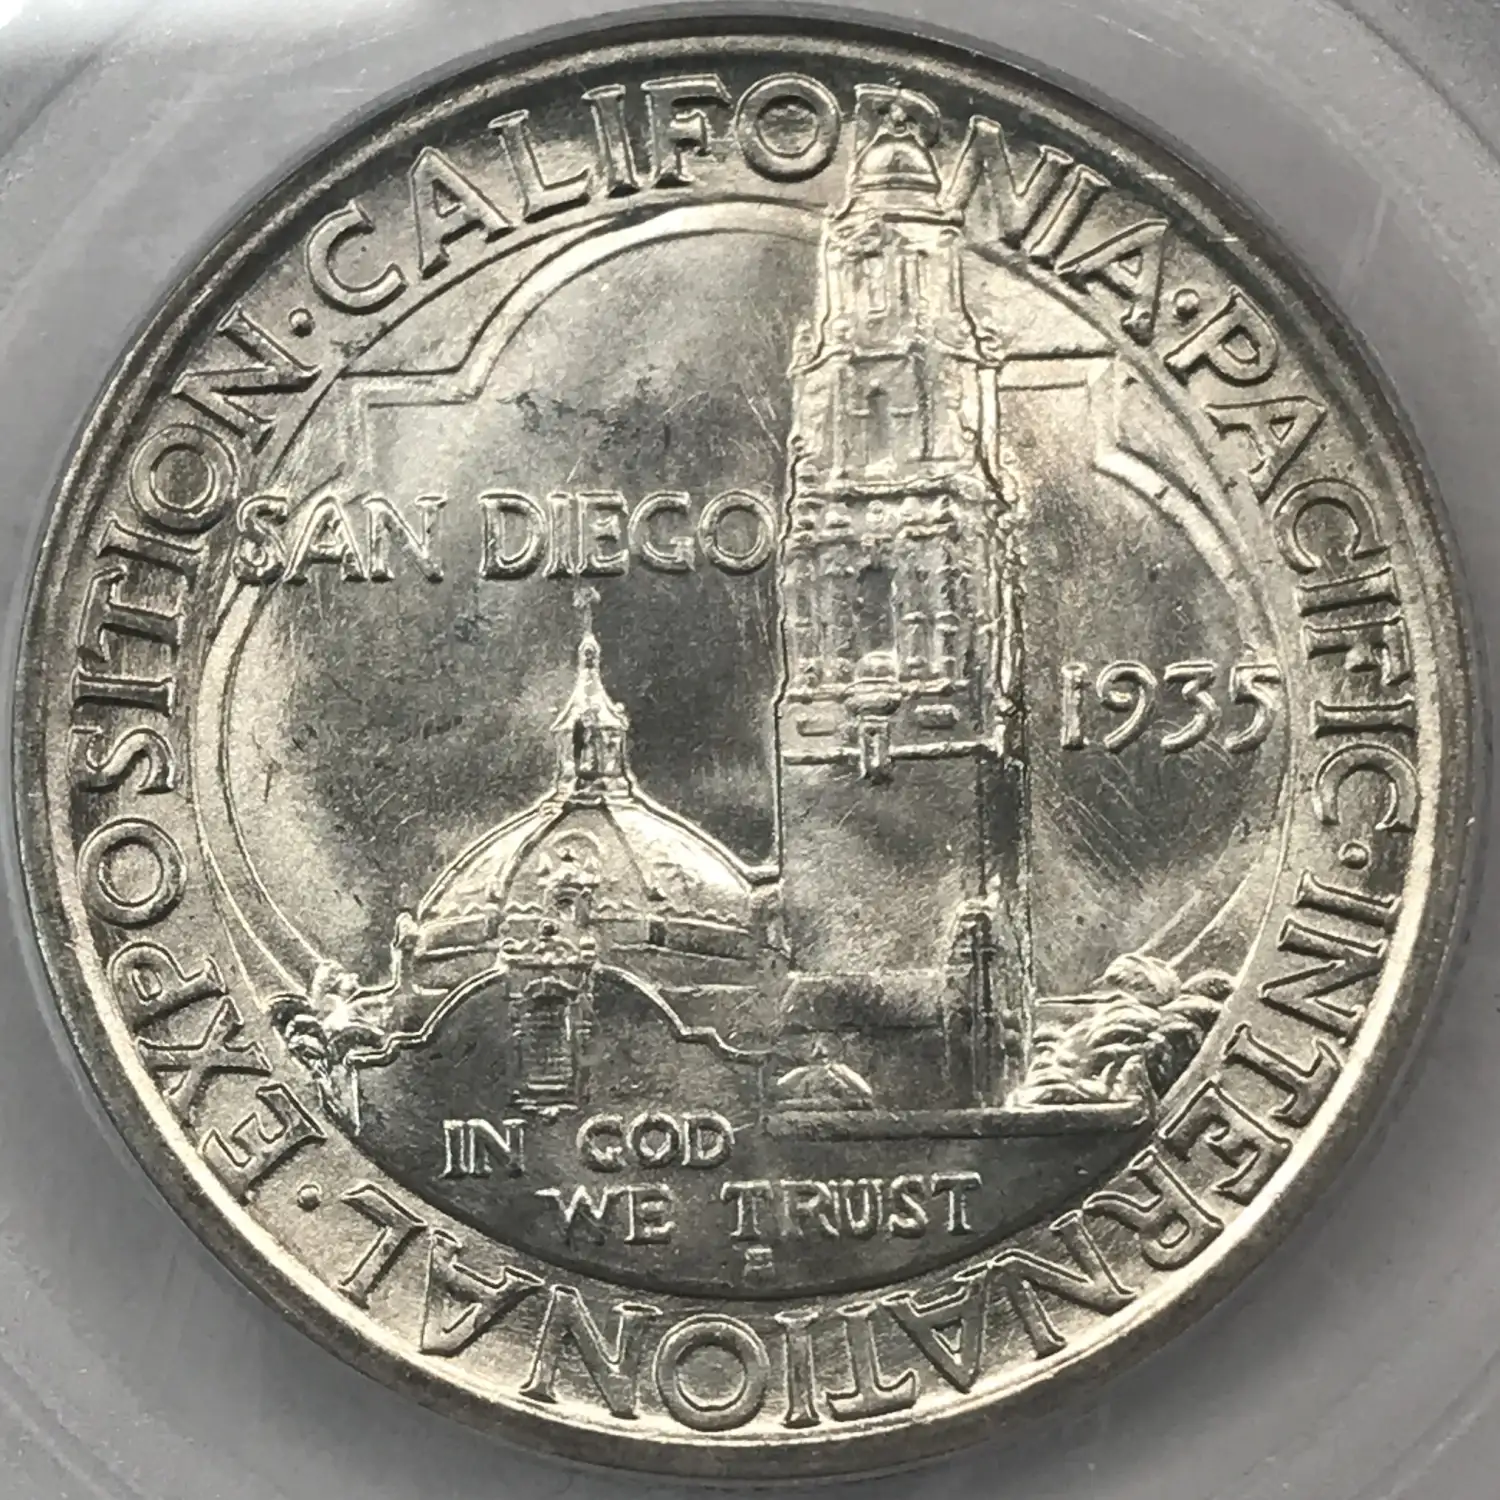 CALIFORNIA · PACIFIC · INTERNATIONAL · EXPOSITION ·
SAN DIEGO
1935
IN GOD
WE TRUST